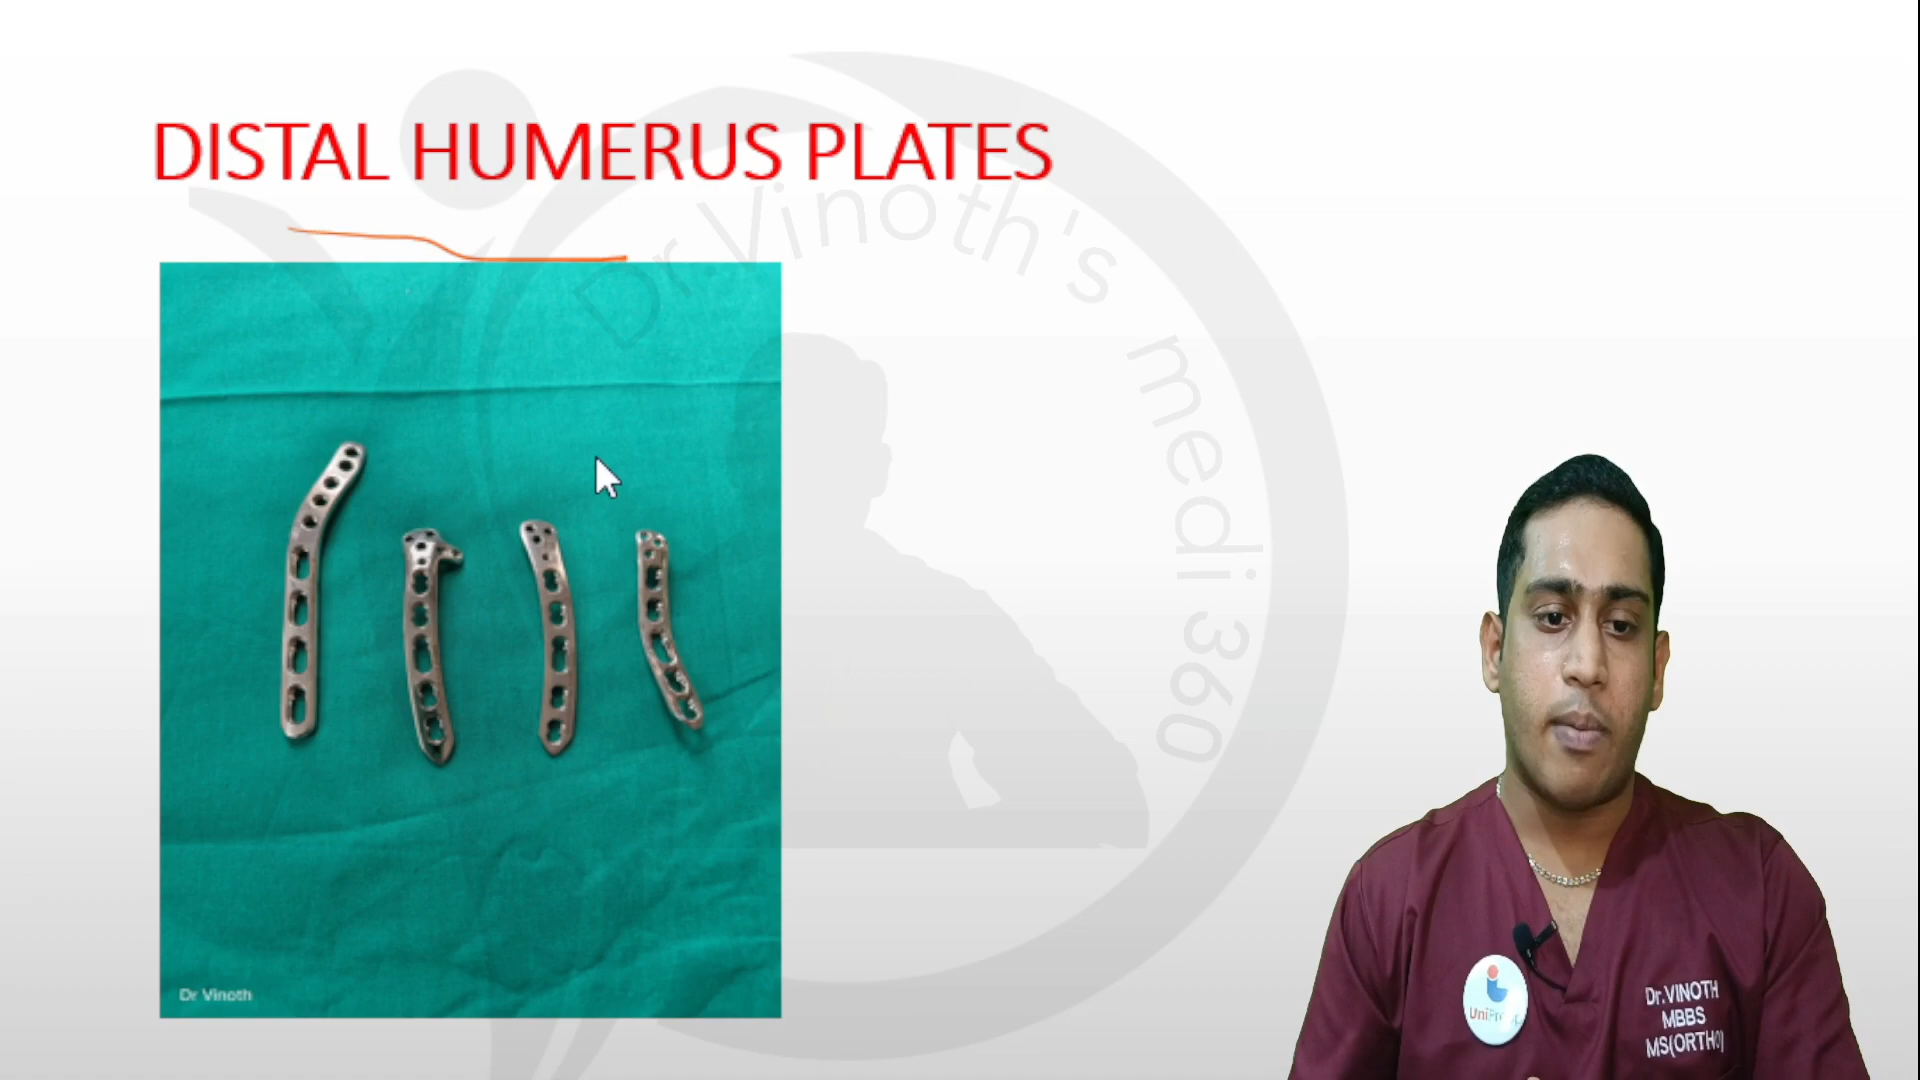 DISTAL HUMERUS PLATES
Dr.Vinoth's medi 360
Dr Vinoth
Dr.VINOTH
MBBS
MS(ORTHO)